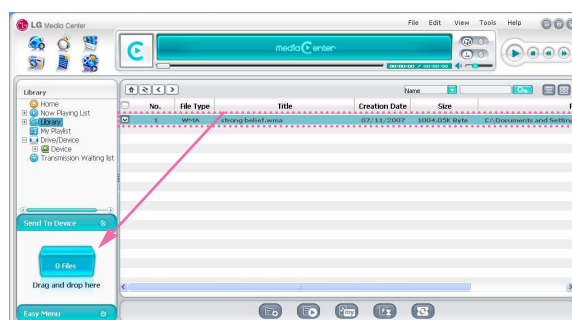 LG Media Center
File Edit View Tools Help
mediaCenter
00:00:00 / 00:00:00
Library
Home
Now Playing List
Library
My Playlist
Drive/Device
Device
Transmission Waiting list
Name
No. File Type Title Creation Date Size
1 WMA strong belief.wma 07/11/2007 1004.05K Byte C:\Documents and Setting
Send To Device
0 Files
Drag and drop here
Easy Menu
my